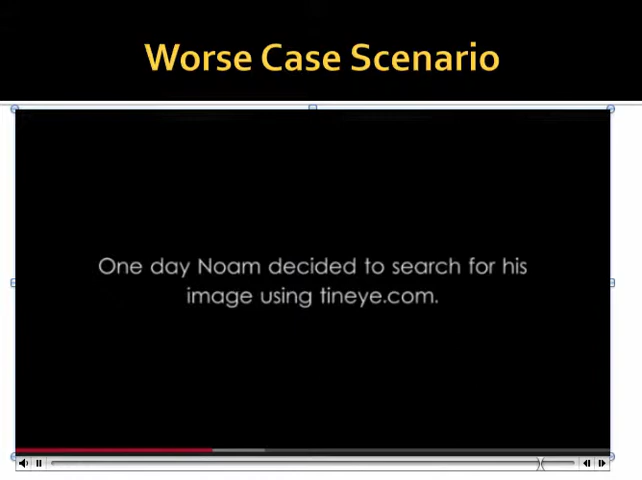 Worse Case Scenario
One day Noam decided to search for his
image using tineye.com.